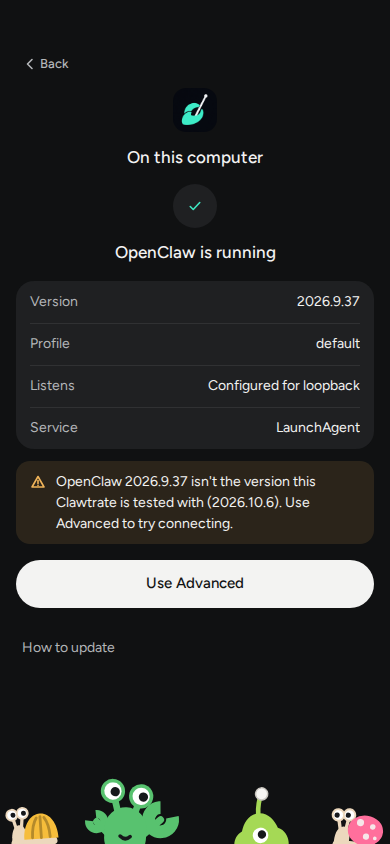 Back
On this computer
OpenClaw is running
Version 2026.9.37
Profile default
Listens Configured for loopback
Service LaunchAgent
OpenClaw 2026.9.37 isn't the version this
Clawtrate is tested with (2026.10.6). Use
Advanced to try connecting.
Use Advanced
How to update